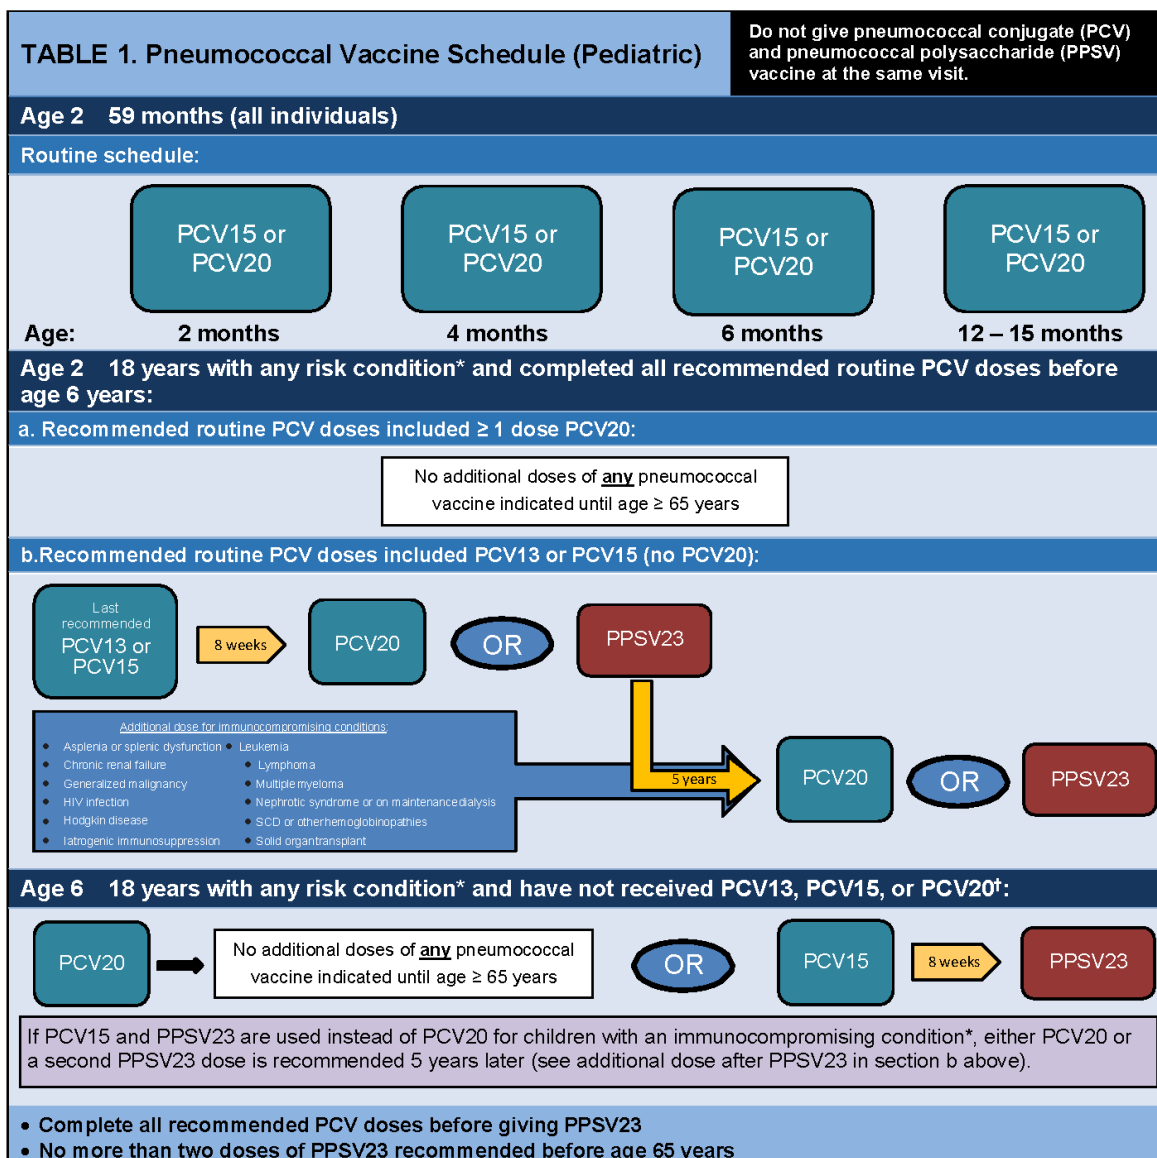 TABLE 1. Pneumococcal Vaccine Schedule (Pediatric)
Do not give pneumococcal conjugate (PCV)
and pneumococcal polysaccharide (PPSV)
vaccine at the same visit.
Age 2 59 months (all individuals)
Routine schedule:
PCV15 or
PCV20
PCV15 or
PCV20
PCV15 or
PCV20
PCV15 or
PCV20
Age: 2 months 4 months 6 months 12 – 15 months
Age 2 18 years with any risk condition* and completed all recommended routine PCV doses before
age 6 years:
a. Recommended routine PCV doses included ≥ 1 dose PCV20:
No additional doses of any pneumococcal
vaccine indicated until age ≥ 65 years
b.Recommended routine PCV doses included PCV13 or PCV15 (no PCV20):
Last
recommended
PCV13 or
PCV15
8 weeks
PCV20
OR
PPSV23
Additional dose for immunocompromising conditions:
• Asplenia or splenic dysfunction • Leukemia
• Chronic renal failure • Lymphoma
• Generalized malignancy • Multiple myeloma
• HIV infection • Nephrotic syndrome or on maintenancedialysis
• Hodgkin disease • SCD or otherhemoglobinopathies
• Iatrogenic immunosuppression • Solid organtransplant
5 years
PCV20
OR
PPSV23
Age 6 18 years with any risk condition* and have not received PCV13, PCV15, or PCV20†:
PCV20
No additional doses of any pneumococcal
vaccine indicated until age ≥ 65 years
OR
PCV15
8 weeks
PPSV23
If PCV15 and PPSV23 are used instead of PCV20 for children with an immunocompromising condition*, either PCV20 or
a second PPSV23 dose is recommended 5 years later (see additional dose after PPSV23 in section b above).
• Complete all recommended PCV doses before giving PPSV23
• No more than two doses of PPSV23 recommended before age 65 years